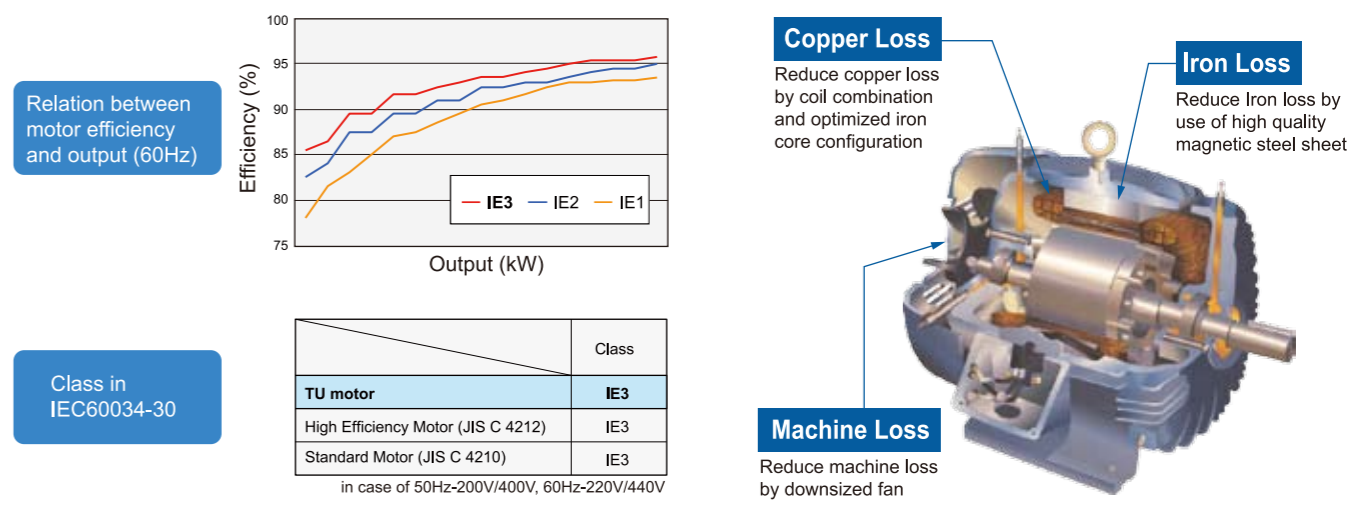 Relation between
motor efficiency
and output (60Hz)
Efficiency (%)
100
95
90
85
80
75
IE3
IE2
IE1
Output (kW)
Class in
IEC60034-30
Class
TU motor
IE3
High Efficiency Motor (JIS C 4212)
IE3
Standard Motor (JIS C 4210)
IE3
in case of 50Hz-200V/400V, 60Hz-220V/440V
Copper Loss
Reduce copper loss
by coil combination
and optimized iron
core configuration
Iron Loss
Reduce Iron loss by
use of high quality
magnetic steel sheet
Machine Loss
Reduce machine loss
by downsized fan